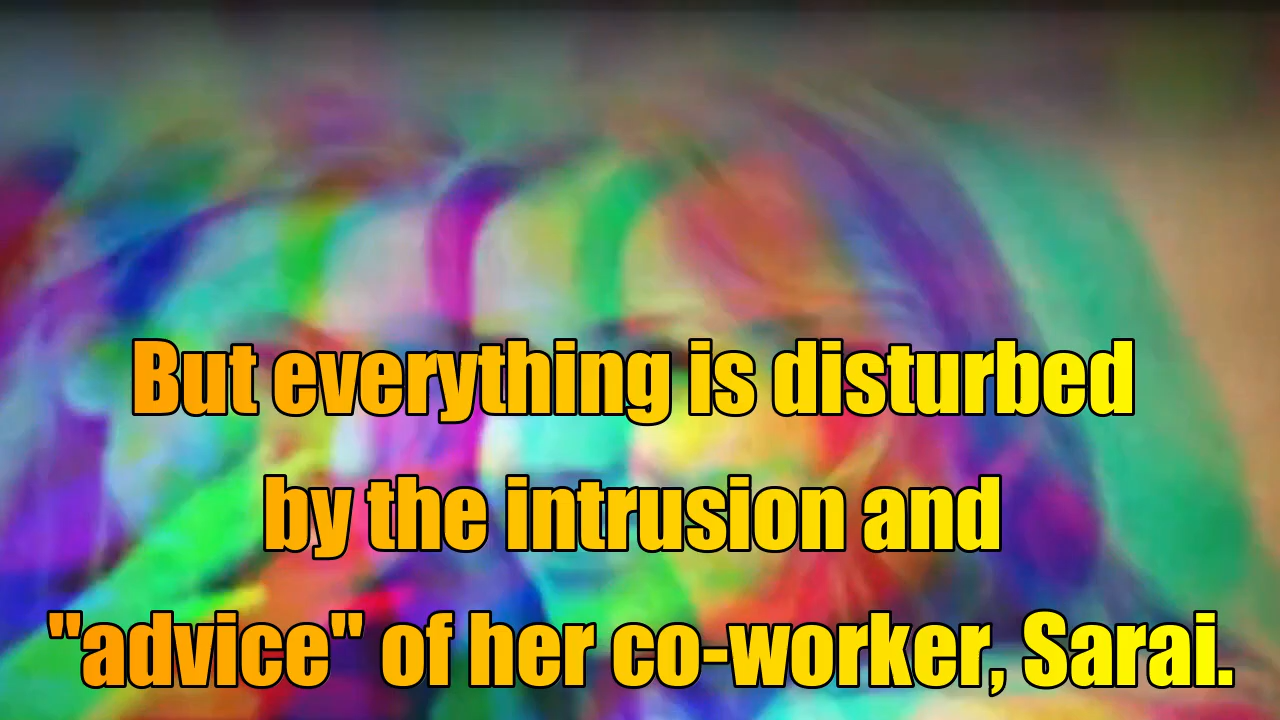 But everything is disturbed
by the intrusion and
"advice" of her co-worker, Sarai.